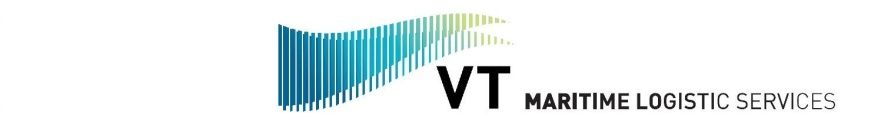 VT MARITIME LOGISTIC SERVICES